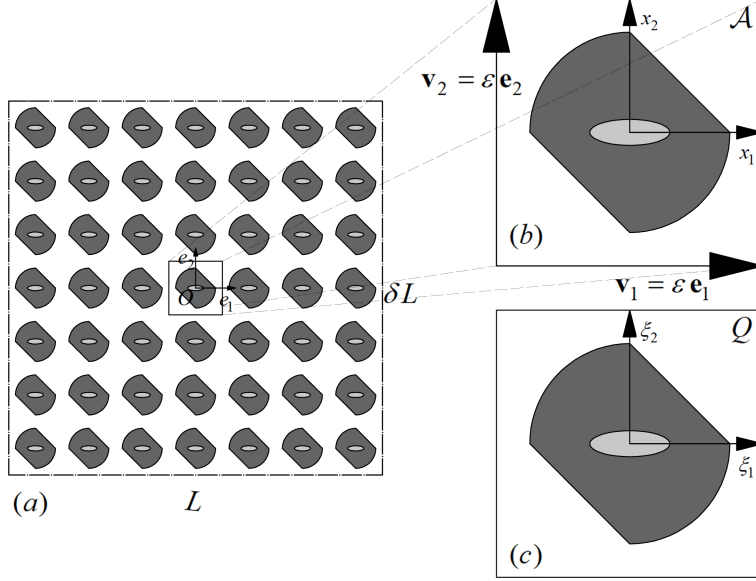 x₂
𝒜
v₂ = ε e₂
x₁
(b)
v₁ = ε e₁
e₂
O
e₁
δL
(a)
L
ξ₂
Q
ξ₁
(c)